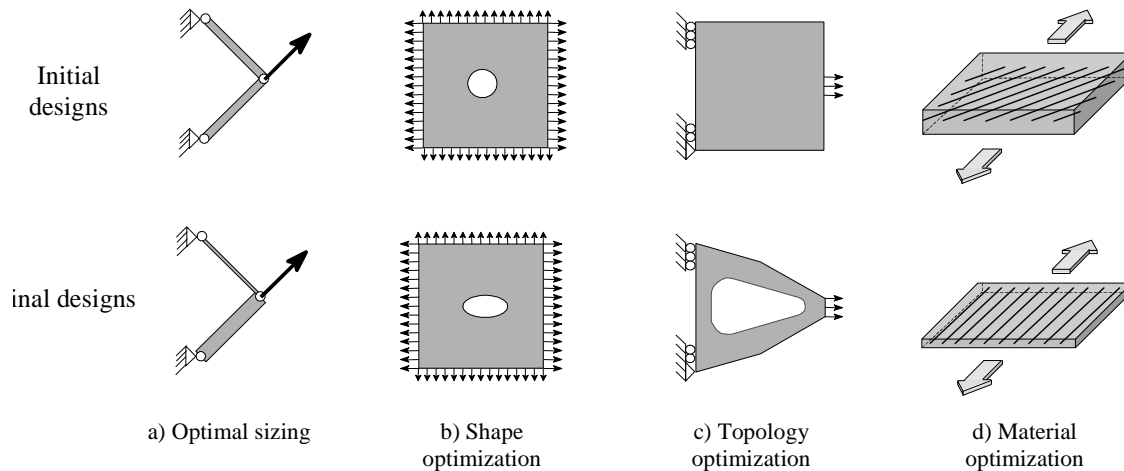 Initial
designs
inal designs
a) Optimal sizing
b) Shape
optimization
c) Topology
optimization
d) Material
optimization